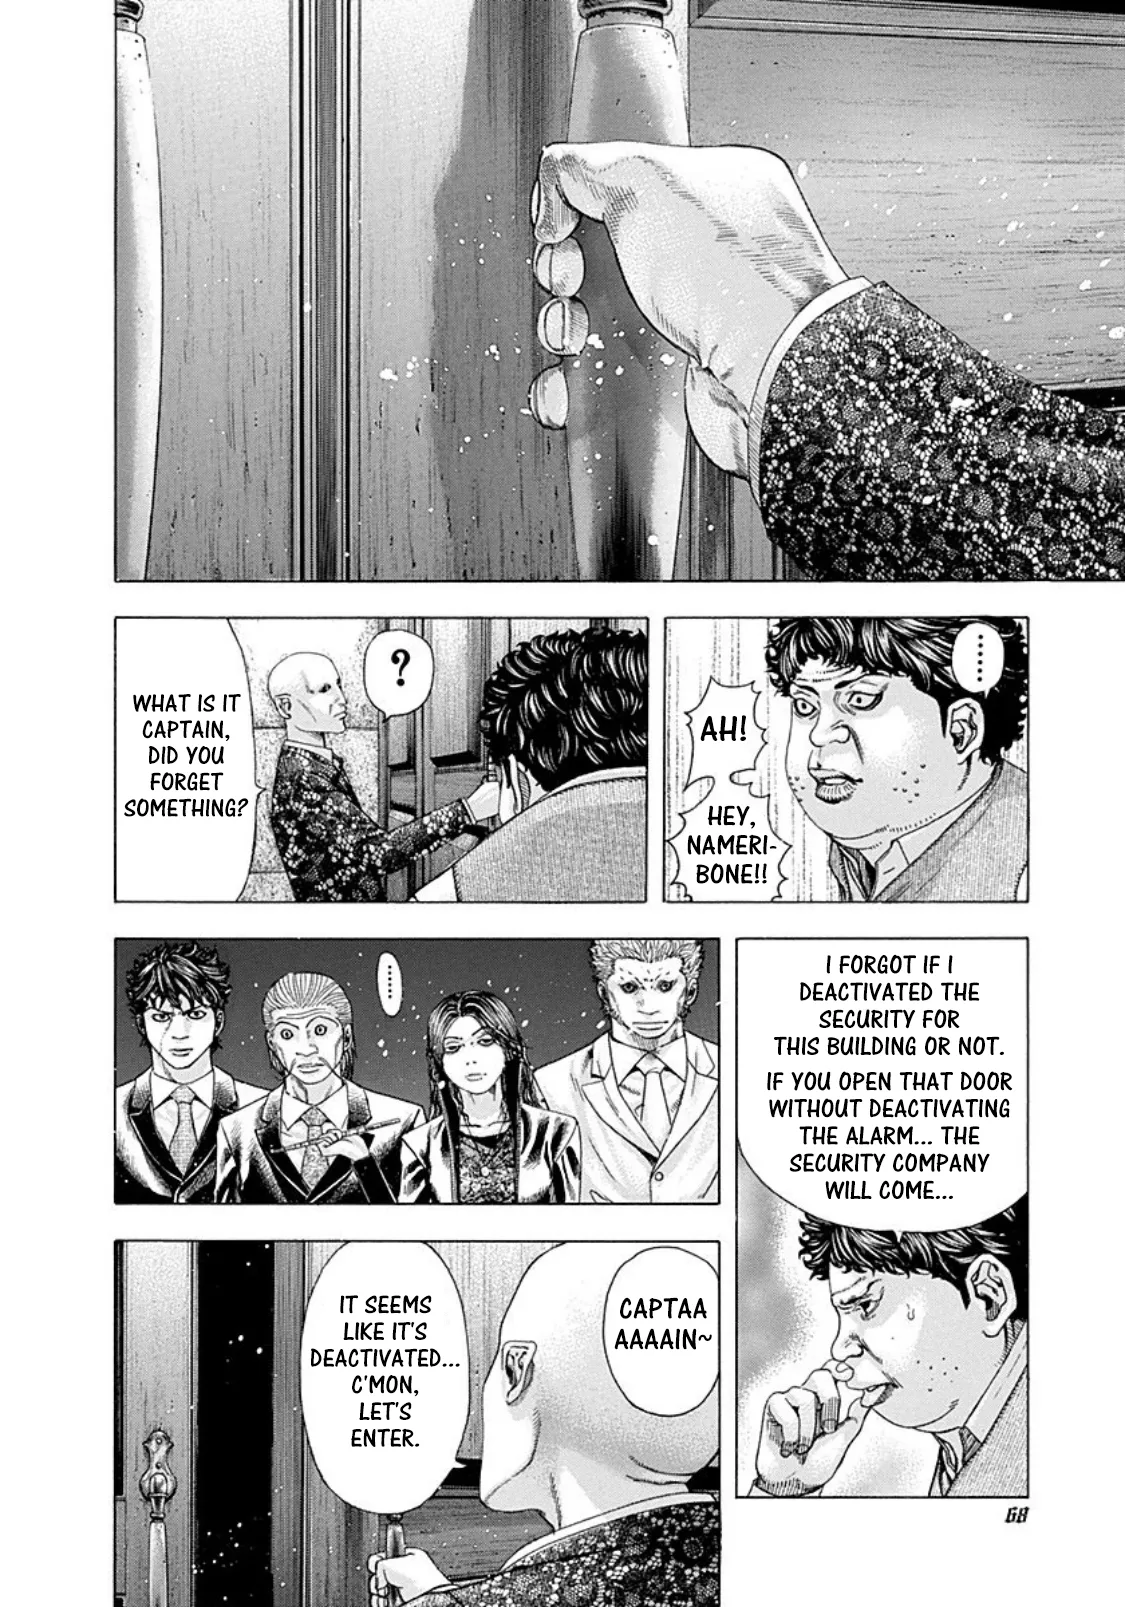 AH!
HEY,
NAMERI-
BONE!!
......
?
WHAT IS IT
CAPTAIN,
DID YOU
FORGET
SOMETHING?
I FORGOT IF I
DEACTIVATED THE
SECURITY FOR
THIS BUILDING OR NOT.
IF YOU OPEN THAT DOOR
WITHOUT DEACTIVATING
THE ALARM... THE
SECURITY COMPANY
WILL COME...
.....
CAPTAA
AAAAIN~
IT SEEMS
LIKE IT'S
DEACTIVATED...
C'MON,
LET'S
ENTER.
68